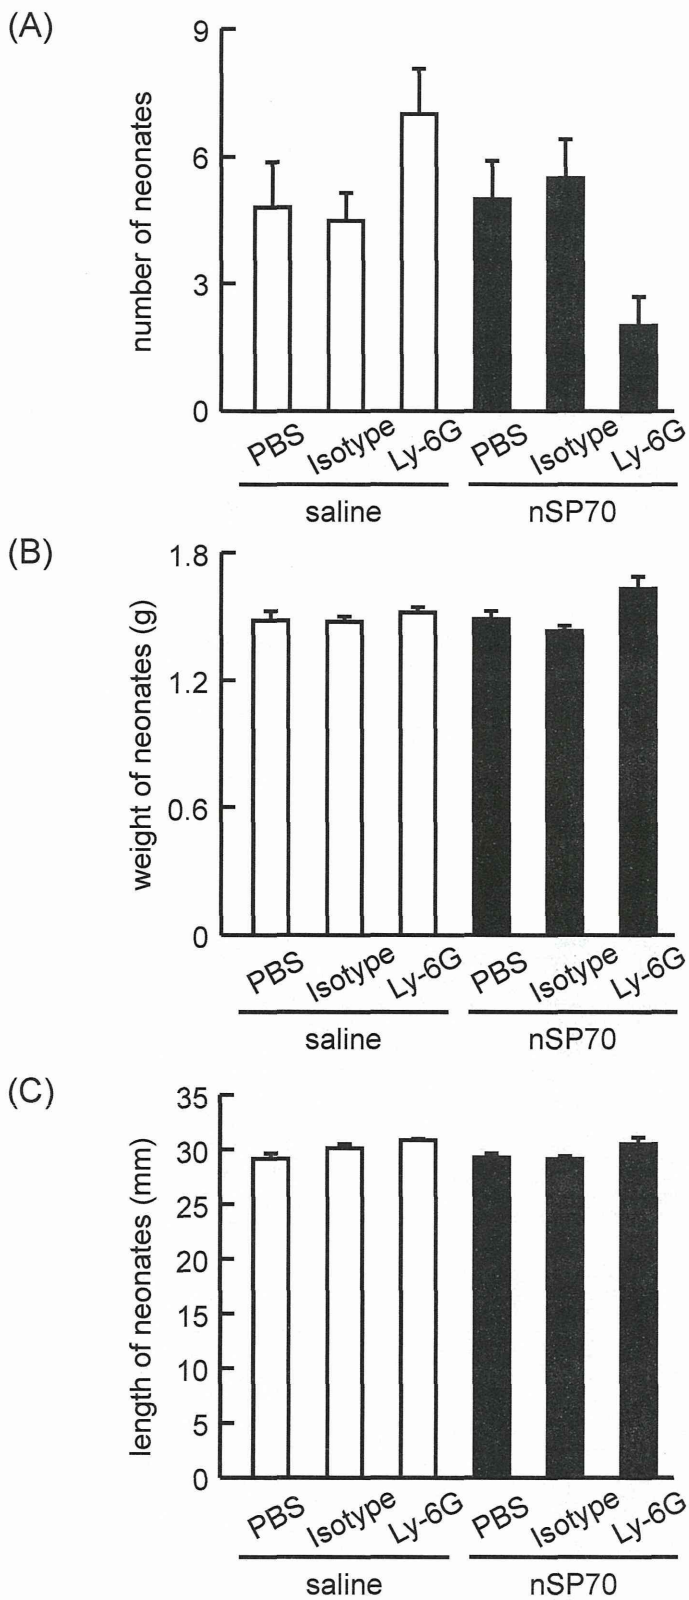 (A)
number of neonates
9
6
3
0
PBS Isotype Ly-6G PBS Isotype Ly-6G
saline nSP70
(B)
weight of neonates (g)
1.8
1.2
0.6
0
PBS Isotype Ly-6G PBS Isotype Ly-6G
saline nSP70
(C)
length of neonates (mm)
35
30
25
20
15
10
5
0
PBS Isotype Ly-6G PBS Isotype Ly-6G
saline nSP70